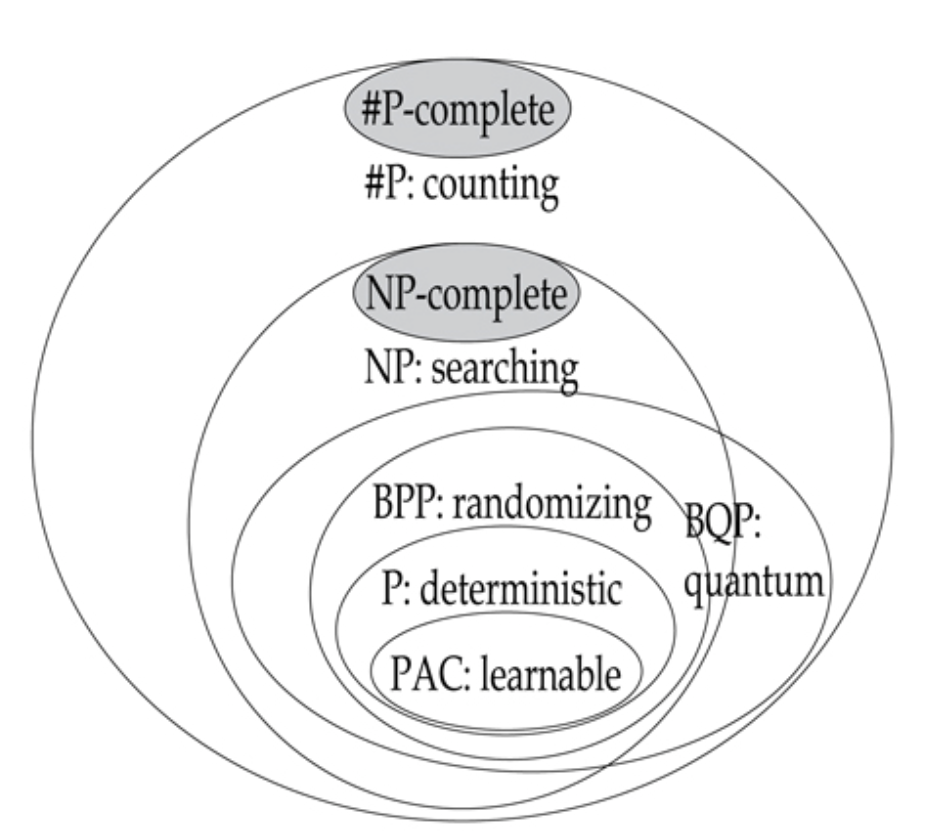 #P-complete
#P: counting
NP-complete
NP: searching
BPP: randomizing
BQP:
quantum
P: deterministic
PAC: learnable